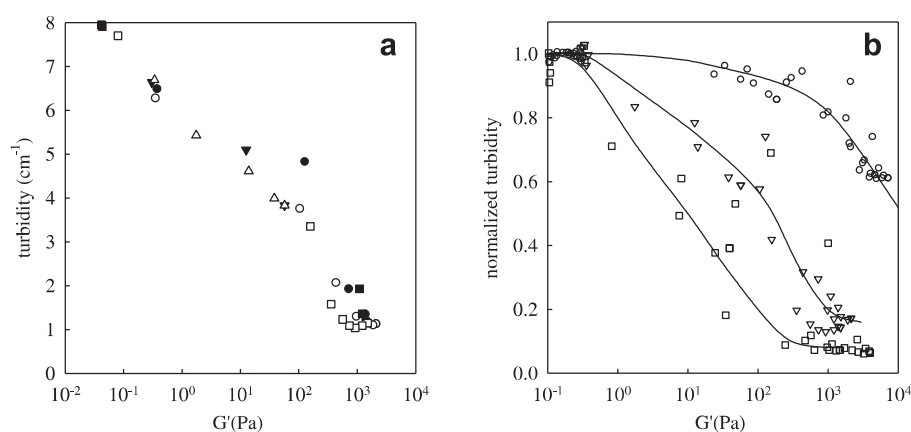 a
8
7
6
5
4
3
2
1
0
turbidity (cm⁻¹)
10⁻² 10⁻¹ 10⁰ 10¹ 10² 10³ 10⁴
G'(Pa)
b
1.0
0.8
0.6
0.4
0.2
0.0
normalized turbidity
10⁻¹ 10⁰ 10¹ 10² 10³ 10⁴
G'(Pa)